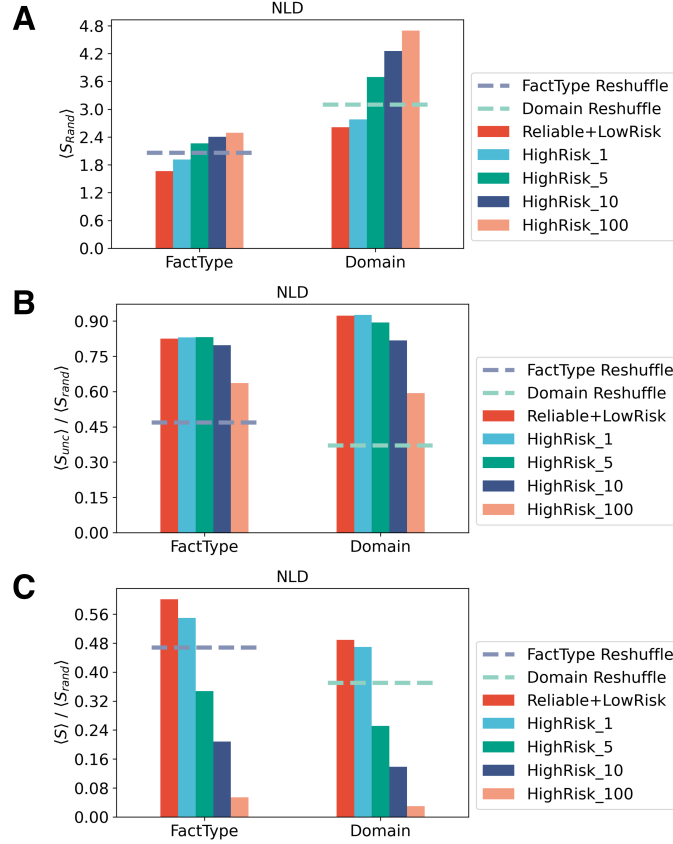 A
NLD
⟨S_Rand⟩
4.8
4.2
3.6
3.0
2.4
1.8
1.2
0.6
0.0
FactType
Domain
FactType Reshuffle
Domain Reshuffle
Reliable+LowRisk
HighRisk_1
HighRisk_5
HighRisk_10
HighRisk_100
B
NLD
⟨S_unc⟩ / ⟨S_rand⟩
0.90
0.75
0.60
0.45
0.30
0.15
0.00
FactType
Domain
FactType Reshuffle
Domain Reshuffle
Reliable+LowRisk
HighRisk_1
HighRisk_5
HighRisk_10
HighRisk_100
C
NLD
⟨S⟩ / ⟨S_rand⟩
0.56
0.48
0.40
0.32
0.24
0.16
0.08
0.00
FactType
Domain
FactType Reshuffle
Domain Reshuffle
Reliable+LowRisk
HighRisk_1
HighRisk_5
HighRisk_10
HighRisk_100